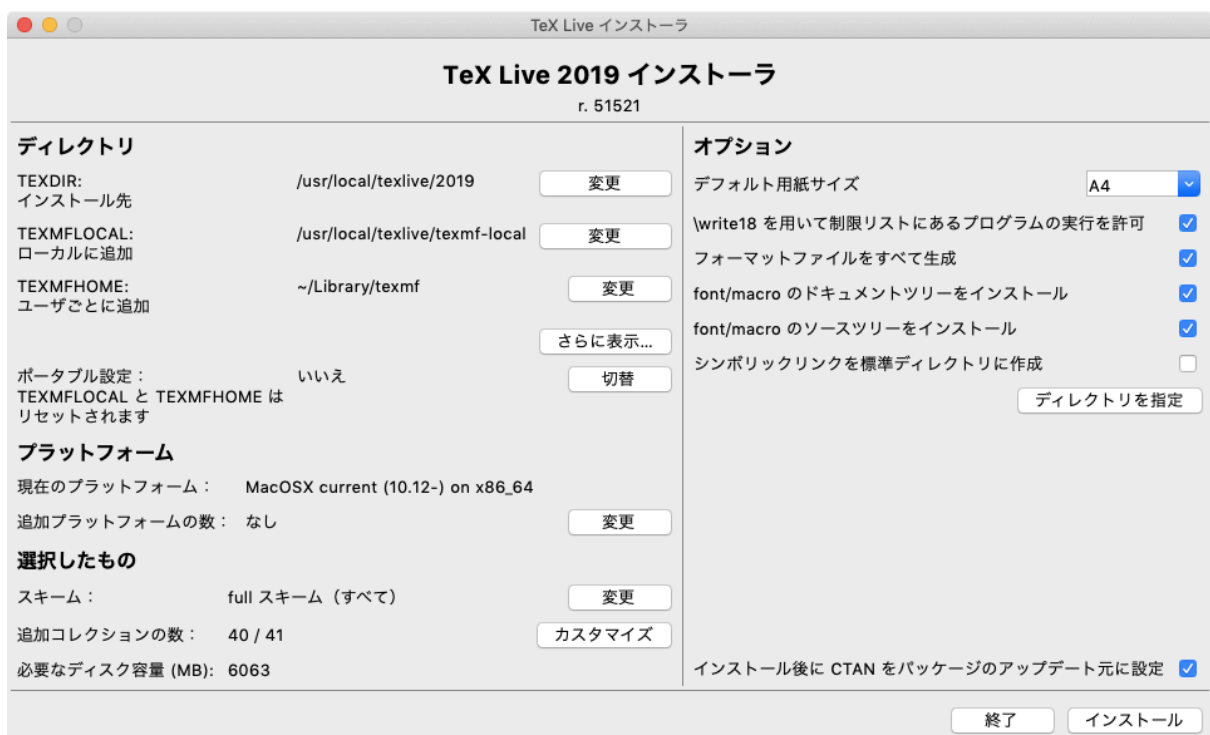 TeX Live インストーラ
TeX Live 2019 インストーラ
r. 51521
ディレクトリ
TEXDIR: /usr/local/texlive/2019 変更
インストール先
TEXMFLOCAL: /usr/local/texlive/texmf-local 変更
ローカルに追加
TEXMFHOME: ~/Library/texmf 変更
ユーザごとに追加
さらに表示...
ポータブル設定： いいえ 切替
TEXMFLOCAL と TEXMFHOME は
リセットされます
プラットフォーム
現在のプラットフォーム： MacOSX current (10.12-) on x86_64
追加プラットフォームの数： なし 変更
選択したもの
スキーム： full スキーム（すべて） 変更
追加コレクションの数： 40 / 41 カスタマイズ
必要なディスク容量 (MB): 6063
オプション
デフォルト用紙サイズ A4
\write18 を用いて制限リストにあるプログラムの実行を許可
フォーマットファイルをすべて生成
font/macro のドキュメントツリーをインストール
font/macro のソースツリーをインストール
シンボリックリンクを標準ディレクトリに作成
ディレクトリを指定
インストール後に CTAN をパッケージのアップデート元に設定
終了 インストール